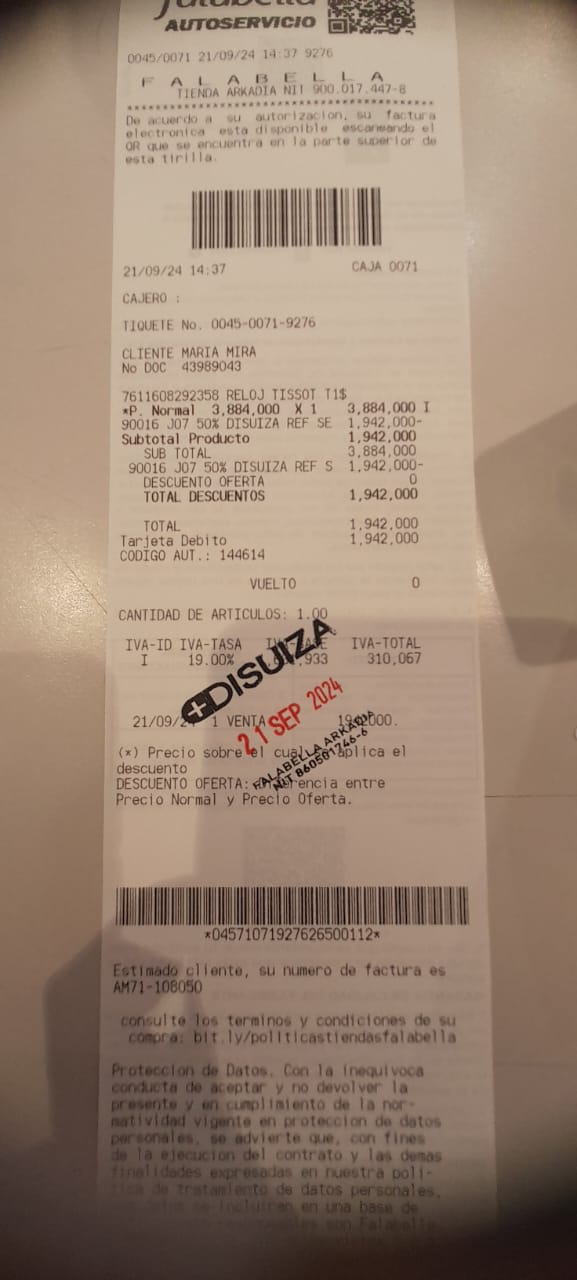 falabella
AUTOSERVICIO
0045/0071 21/09/24 14:37 9276
F A L A B E L L A
TIENDA ARKADIA NI! 900.017.447-8
De acuerdo a su autorizacion, su factura
electronica esta disponible escaneando el
QR que se encuentra en la parte superior de
esta tirilla.
21/09/24 14:37 CAJA 0071
CAJERO :
TIQUETE No. 0045-0071-9276
CLIENTE MARIA MIRA
No DOC 43989043
7611608292358 RELOJ TISSOT T1$
*P. Normal 3,884,000 X 1 3,884,000 I
90016 J07 50% DISUIZA REF SE 1,942,000-
Subtotal Producto 1,942,000
SUB TOTAL 3,884,000
90016 J07 50% DISUIZA REF S 1,942,000-
DESCUENTO OFERTA 0
TOTAL DESCUENTOS 1,942,000
TOTAL 1,942,000
Tarjeta Debito 1,942,000
CODIGO AUT.: 144614
VUELTO 0
CANTIDAD DE ARTICULOS: 1.00
IVA-ID IVA-TASA IVA-TOTAL
I 19.00% 310,067
DISUIZA
21 SEP 2024
FALABELLA ARKADIA
NIT 860501746-6
1 VENTA
(*) Precio sobre el cual se aplica el
descuento
DESCUENTO OFERTA: Diferencia entre
Precio Normal y Precio Oferta.
*04571071927626500112*
Estimado cliente, su numero de factura es
AM71-108050
consulte los terminos y condiciones de su
compra: bit.ly/politicastiendasfalabella
Proteccion de Datos. Con la inequivoca
conducta de aceptar y no devolver la
presente y en cumplimiento de la nor-
matividad vigente en proteccion de datos
personales, se advierte que, con fines
de la ejecucion del contrato y las demas
finalidades expresadas en nuestra poli-
tica de tratamiento de datos personales,
se incluiran en una base de
son Falabella